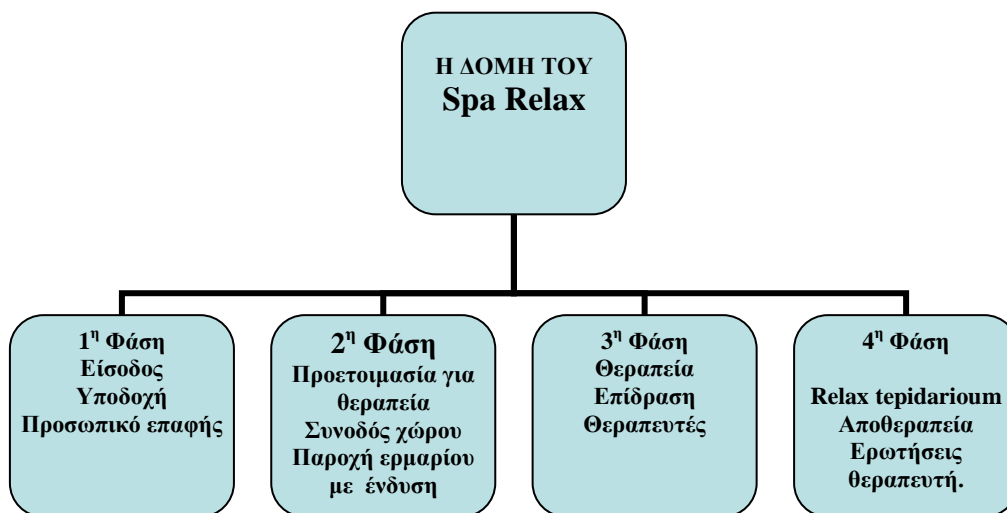 Η ΔΟΜΗ ΤΟΥ
Spa Relax
1η Φάση
Είσοδος
Υποδοχή
Προσωπικό επαφής
2η Φάση
Προετοιμασία για
θεραπεία
Συνοδός χώρου
Παροχή ερμαρίου
με ένδυση
3η Φάση
Θεραπεία
Επίδραση
Θεραπευτές
4η Φάση
Relax tepidarioum
Αποθεραπεία
Ερωτήσεις
θεραπευτή.